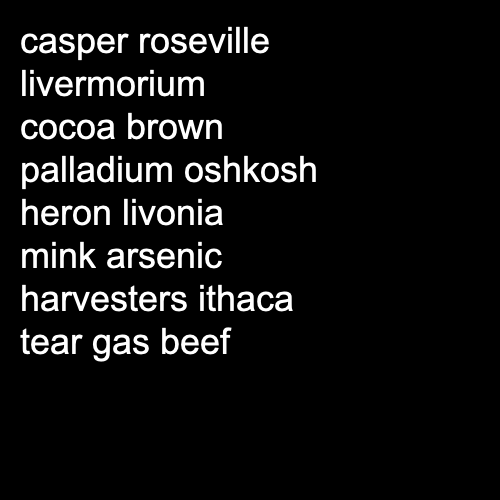 casper roseville
livermorium
cocoa brown
palladium oshkosh
heron livonia
mink arsenic
harvesters ithaca
tear gas beef